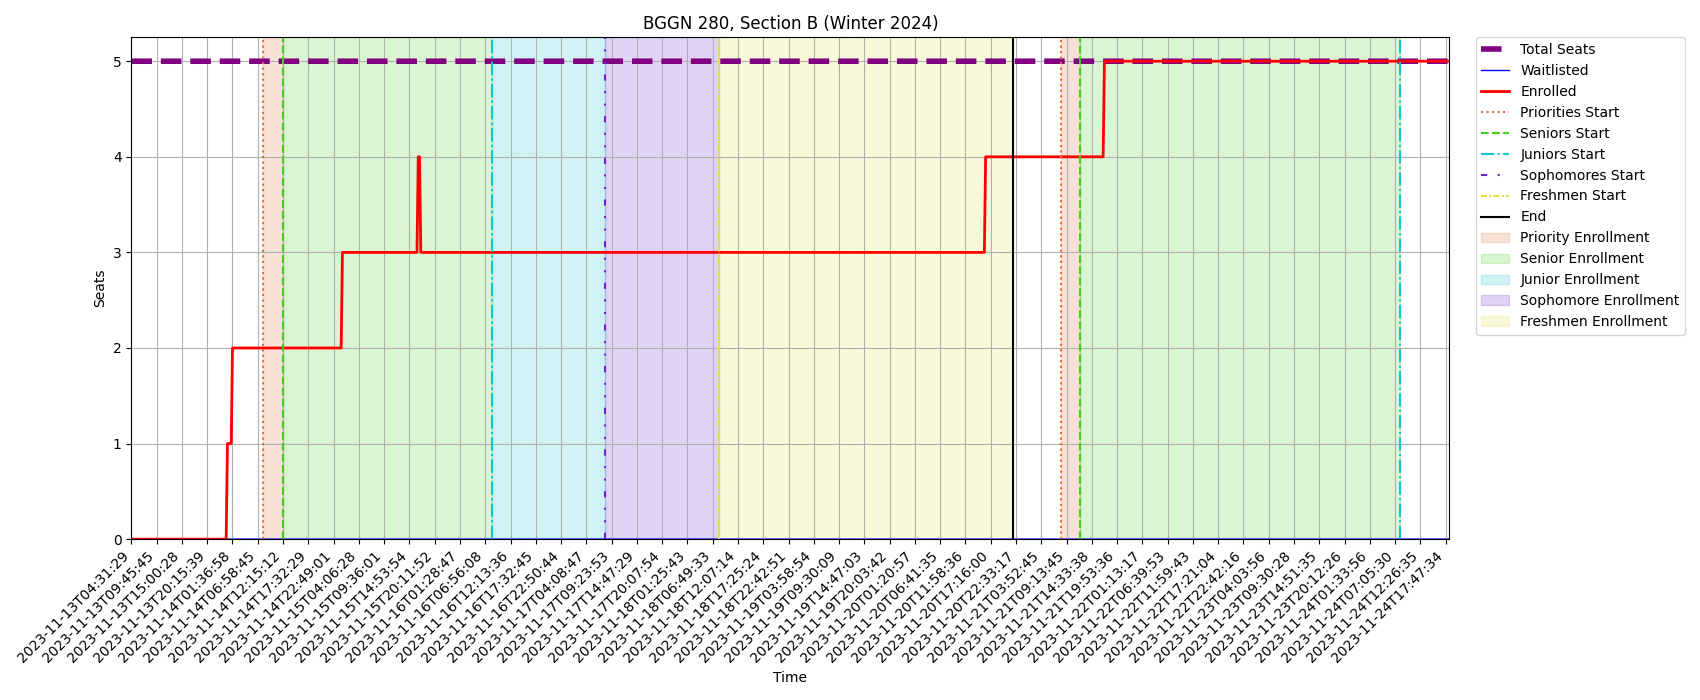 BGGN 280, Section B (Winter 2024)
Total Seats
Waitlisted
Enrolled
Priorities Start
Seniors Start
Juniors Start
Sophomores Start
Freshmen Start
End
Priority Enrollment
Senior Enrollment
Junior Enrollment
Sophomore Enrollment
Freshmen Enrollment
Seats
5
4
3
2
1
0
2023-11-13T04:31:29
2023-11-13T09:45:45
2023-11-13T15:00:28
2023-11-13T20:15:39
2023-11-14T01:36:58
2023-11-14T06:58:45
2023-11-14T12:15:12
2023-11-14T17:32:29
2023-11-14T22:49:01
2023-11-15T04:06:28
2023-11-15T09:36:01
2023-11-15T14:53:54
2023-11-15T20:11:52
2023-11-16T01:28:47
2023-11-16T06:56:08
2023-11-16T12:13:36
2023-11-16T17:32:45
2023-11-16T22:50:44
2023-11-17T04:08:47
2023-11-17T09:23:53
2023-11-17T14:47:29
2023-11-17T20:07:54
2023-11-18T01:25:43
2023-11-18T06:49:33
2023-11-18T12:07:14
2023-11-18T17:25:24
2023-11-18T22:42:51
2023-11-19T03:58:54
2023-11-19T09:30:09
2023-11-19T14:47:03
2023-11-19T20:03:42
2023-11-20T01:20:57
2023-11-20T06:41:35
2023-11-20T11:58:36
2023-11-20T17:16:00
2023-11-20T22:33:17
2023-11-21T03:52:45
2023-11-21T09:13:45
2023-11-21T14:33:38
2023-11-21T19:53:36
2023-11-22T01:13:17
2023-11-22T06:39:53
2023-11-22T11:59:43
2023-11-22T17:21:04
2023-11-22T22:42:16
2023-11-23T04:03:56
2023-11-23T09:30:28
2023-11-23T14:51:35
2023-11-23T20:12:26
2023-11-24T01:33:56
2023-11-24T07:05:30
2023-11-24T12:26:35
2023-11-24T17:47:34
Time